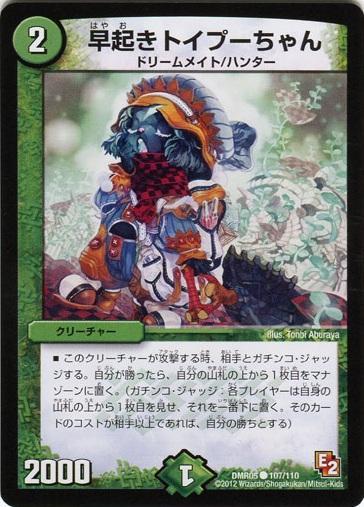 2
はやお
早起きトイプーちゃん
ドリームメイト/ハンター
クリーチャー
Illus. Tonbi Aburaya
■ このクリーチャーが攻撃する時、相手とガチンコ・ジャッ
ジする。自分が勝ったら、自分の山札の上から1枚目をマナ
ゾーンに置く。(ガチンコ・ジャッジ:各プレイヤーは自身の
山札の上から1枚目を見せ、それを一番下に置く。そのカー
ドのコストが相手以上であれば、自分の勝ちとする)
2000
1
E2
DMR05 ● 107/110
©2012 Wizards/Shogakukan/Mitsui-Kids